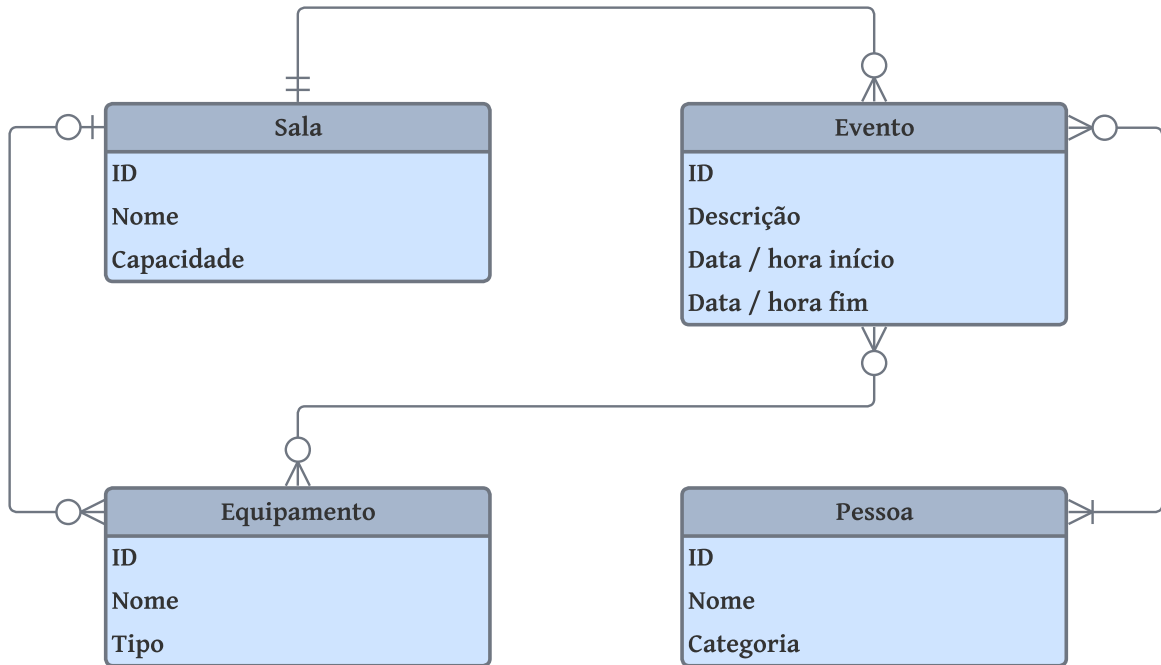 Sala
ID
Nome
Capacidade
Evento
ID
Descrição
Data / hora início
Data / hora fim
Equipamento
ID
Nome
Tipo
Pessoa
ID
Nome
Categoria